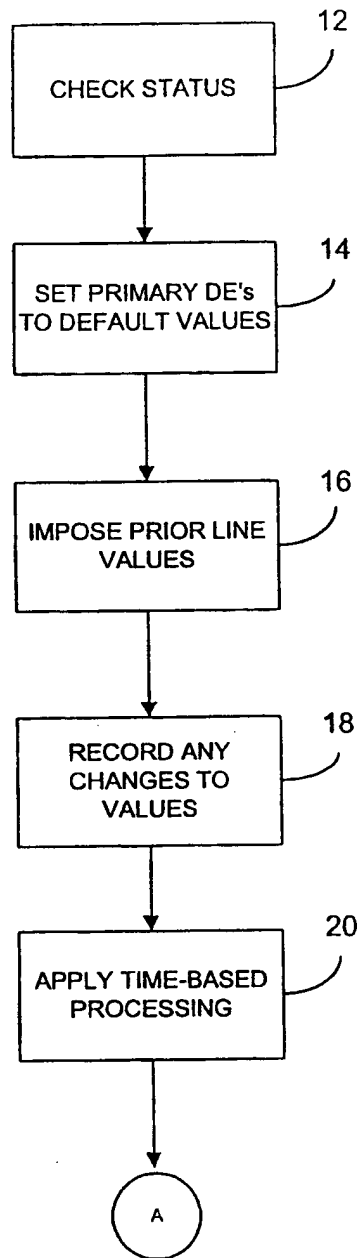 12
CHECK STATUS
14
SET PRIMARY DE's
TO DEFAULT VALUES
16
IMPOSE PRIOR LINE
VALUES
18
RECORD ANY
CHANGES TO
VALUES
20
APPLY TIME-BASED
PROCESSING
A